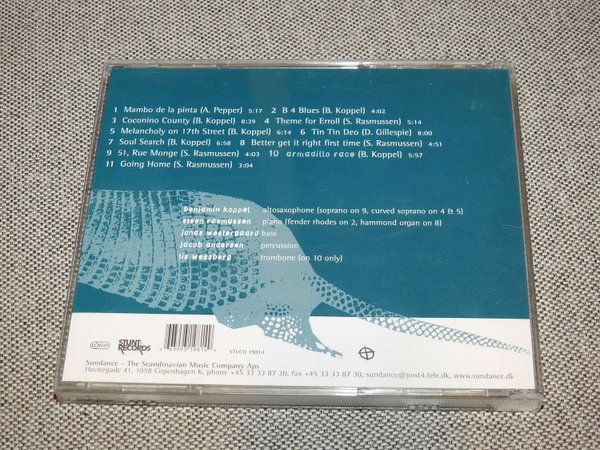 1 Mambo de la pinta (A. Pepper) 5:17 2 B 4 Blues (B. Koppel) 4:02
3 Coconino County (B. Koppel) 8:39 4 Theme for Erroll (S. Rasmussen) 5:14
5 Melancholy on 17th Street (B. Koppel) 6:14 6 Tin Tin Deo (D. Gillespie) 8:00
7 Soul Search (B. Koppel) 6:58 8 Better get it right first time (S. Rasmussen) 4:51
9 51, Rue Monge (S. Rasmussen) 4:03 10 armadillo race (B. Koppel) 5:57
11 Going Home (S. Rasmussen) 3:04
benjamin koppel altosaxophone (soprano on 9, curved soprano on 4 & 5)
steen rasmussen piano (fender rhodes on 2, hammond organ on 8)
jonas westergaard bass
jacob andersen percussion
lis wessberg trombone (on 10 only)
STUNT
RECORDS
STUCD 19814
Sundance - The Scandinavian Music Company Aps
Havnegade 41, 1058 Copenhagen K, phone +45 33 33 87 20, fax +45 33 33 87 30, sundance@post4.tele.dk, www.sundance.dk